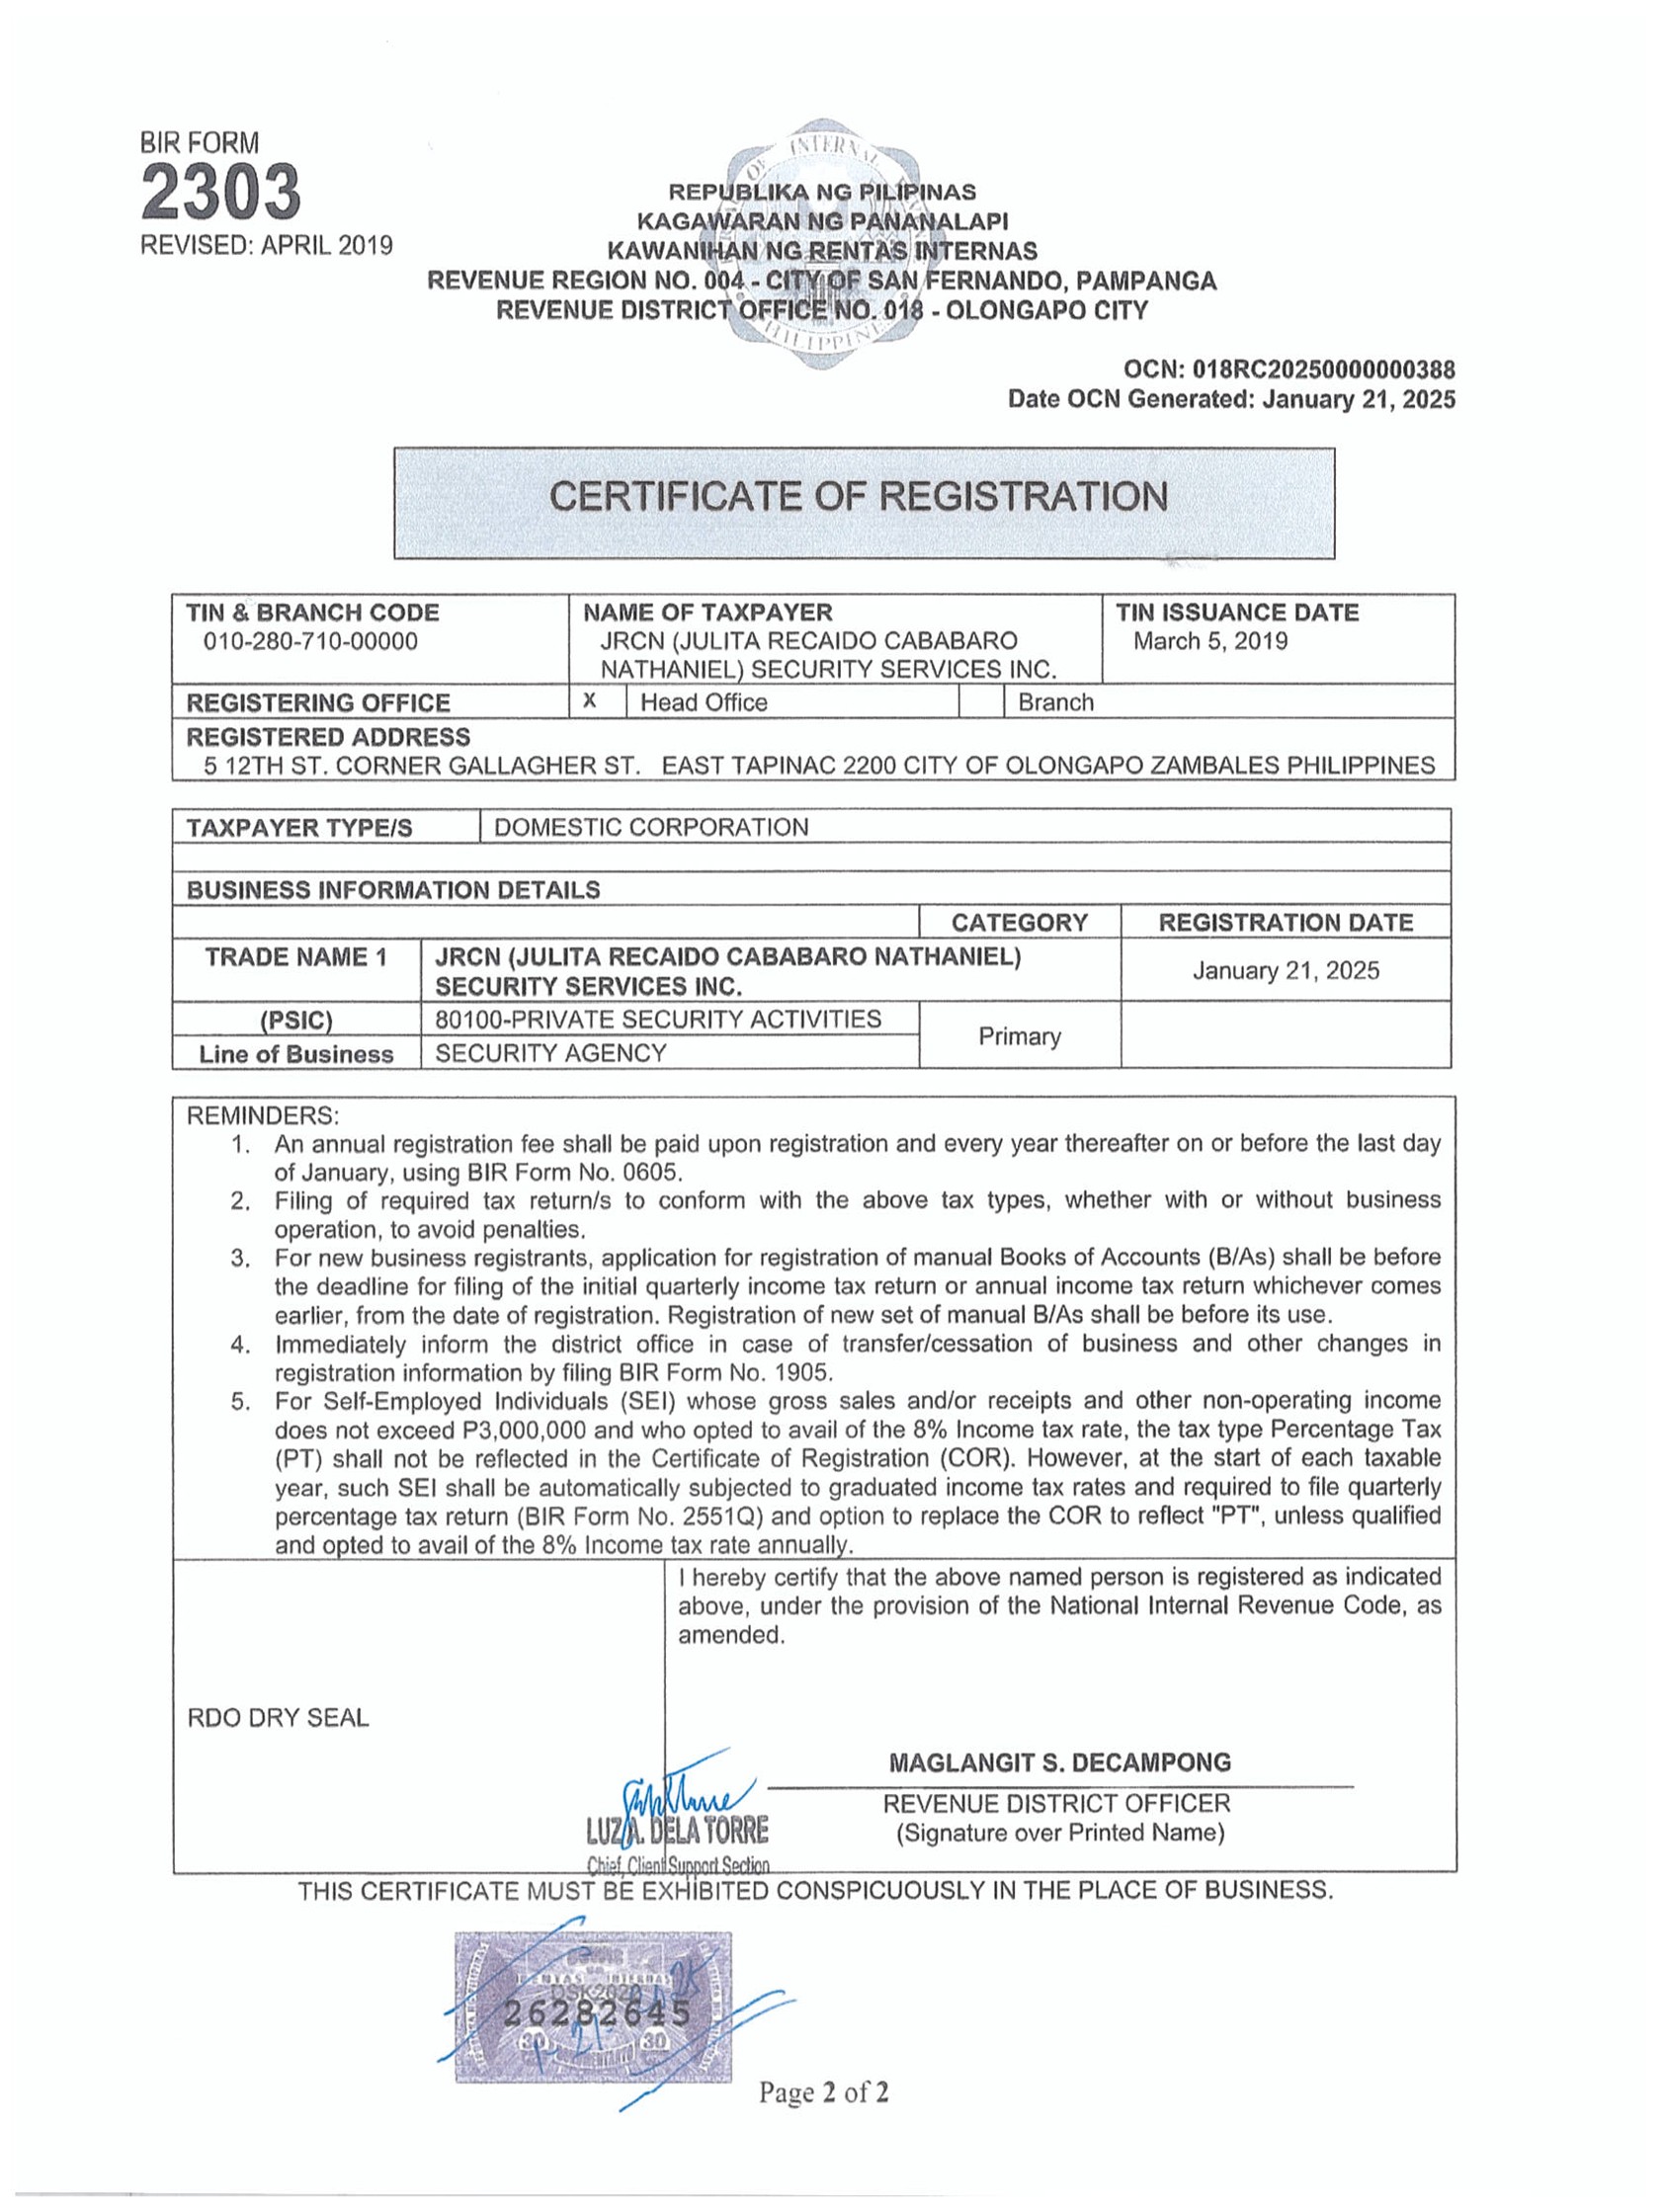 BIR FORM
2303
REVISED: APRIL 2019
REPUBLIKA NG PILIPINAS
KAGAWARAN NG PANANALAPI
KAWANIHAN NG RENTAS INTERNAS
REVENUE REGION NO. 004 - CITY OF SAN FERNANDO, PAMPANGA
REVENUE DISTRICT OFFICE NO. 018 - OLONGAPO CITY
OCN: 018RC20250000000388
Date OCN Generated: January 21, 2025
CERTIFICATE OF REGISTRATION
TIN & BRANCH CODE NAME OF TAXPAYER TIN ISSUANCE DATE
010-280-710-00000 JRCN (JULITA RECAIDO CABABARO March 5, 2019
NATHANIEL) SECURITY SERVICES INC.
REGISTERING OFFICE X Head Office Branch
REGISTERED ADDRESS
5 12TH ST. CORNER GALLAGHER ST. EAST TAPINAC 2200 CITY OF OLONGAPO ZAMBALES PHILIPPINES
TAXPAYER TYPE/S DOMESTIC CORPORATION
BUSINESS INFORMATION DETAILS
CATEGORY REGISTRATION DATE
TRADE NAME 1 JRCN (JULITA RECAIDO CABABARO NATHANIEL)
SECURITY SERVICES INC. January 21, 2025
(PSIC) 80100-PRIVATE SECURITY ACTIVITIES Primary
Line of Business SECURITY AGENCY
REMINDERS:
1. An annual registration fee shall be paid upon registration and every year thereafter on or before the last day
of January, using BIR Form No. 0605.
2. Filing of required tax return/s to conform with the above tax types, whether with or without business
operation, to avoid penalties.
3. For new business registrants, application for registration of manual Books of Accounts (B/As) shall be before
the deadline for filing of the initial quarterly income tax return or annual income tax return whichever comes
earlier, from the date of registration. Registration of new set of manual B/As shall be before its use.
4. Immediately inform the district office in case of transfer/cessation of business and other changes in
registration information by filing BIR Form No. 1905.
5. For Self-Employed Individuals (SEI) whose gross sales and/or receipts and other non-operating income
does not exceed P3,000,000 and who opted to avail of the 8% Income tax rate, the tax type Percentage Tax
(PT) shall not be reflected in the Certificate of Registration (COR). However, at the start of each taxable
year, such SEI shall be automatically subjected to graduated income tax rates and required to file quarterly
percentage tax return (BIR Form No. 2551Q) and option to replace the COR to reflect "PT", unless qualified
and opted to avail of the 8% Income tax rate annually.
I hereby certify that the above named person is registered as indicated
above, under the provision of the National Internal Revenue Code, as
amended.
RDO DRY SEAL
MAGLANGIT S. DECAMPONG
REVENUE DISTRICT OFFICER
(Signature over Printed Name)
LUZ A. DELA TORRE
Chief, Client Support Section
THIS CERTIFICATE MUST BE EXHIBITED CONSPICUOUSLY IN THE PLACE OF BUSINESS.
RENTAS INTERNAS
26282645
30 30
Page 2 of 2